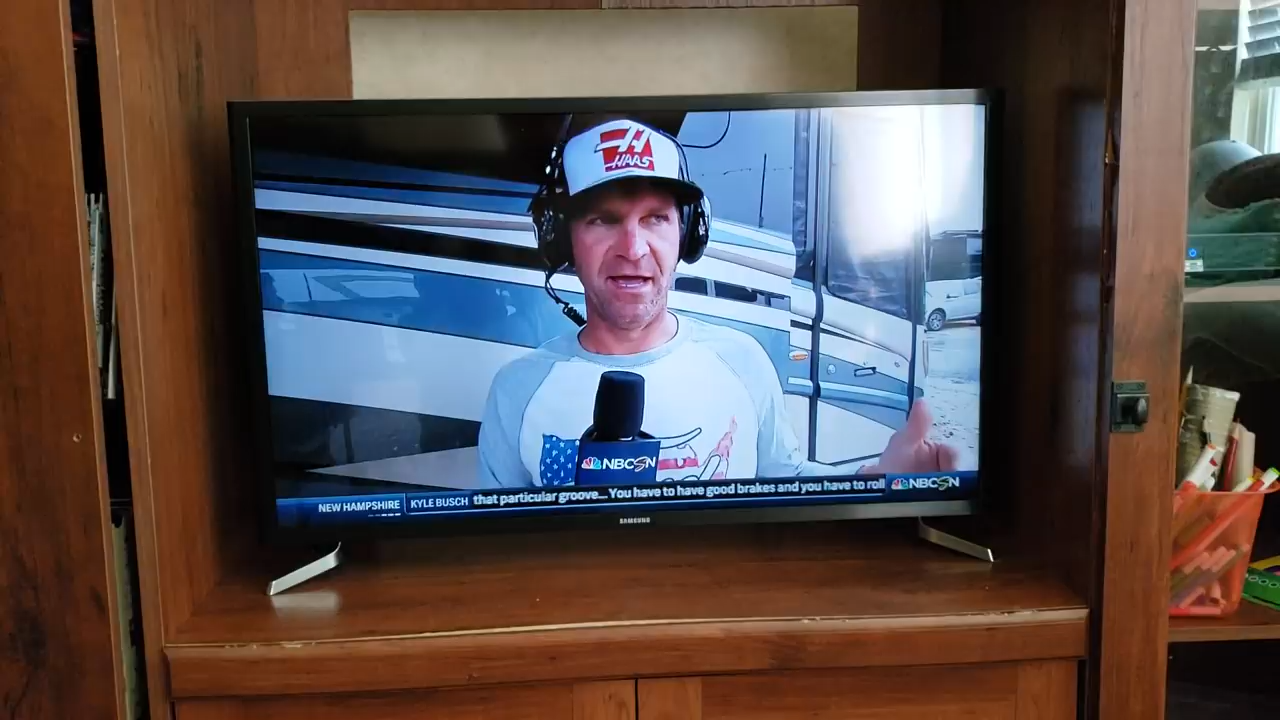 HAAS
NBCSN
NEW HAMPSHIRE KYLE BUSCH that particular groove... You have to have good brakes and you have to roll NBCSN
SAMSUNG